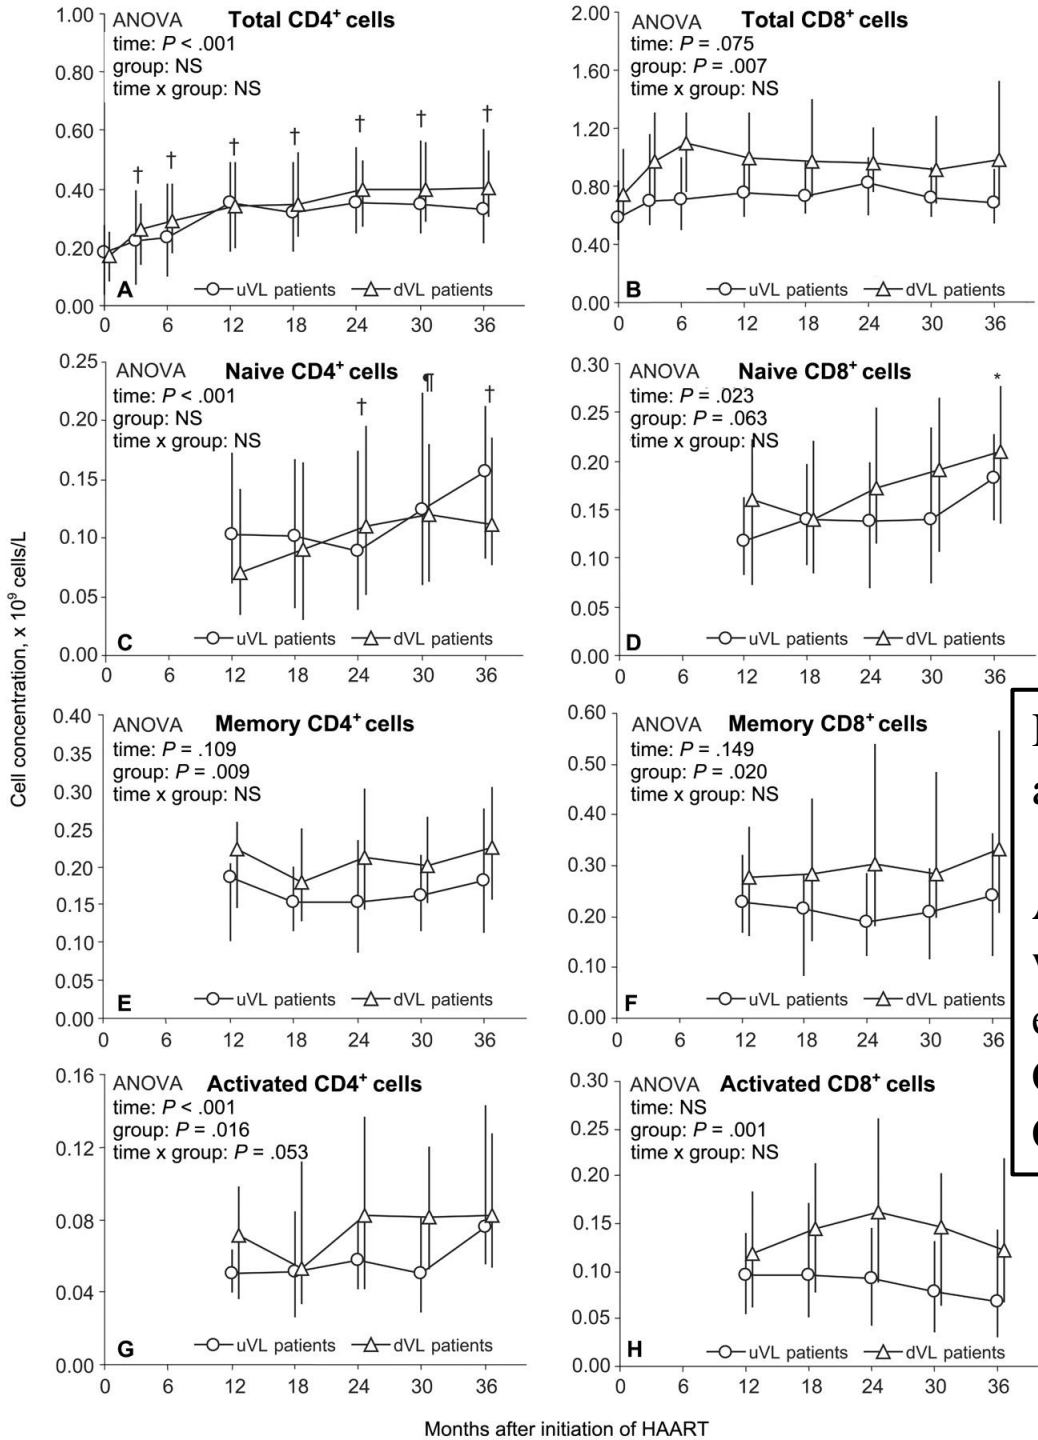 Cell concentration, x 10⁹ cells/L
ANOVA
Total CD4⁺ cells
time: P < .001
group: NS
time x group: NS
1.00
0.80
0.60
0.40
0.20
0.00
† † † † † † †
A
uVL patients
dVL patients
0 6 12 18 24 30 36
ANOVA
Total CD8⁺ cells
time: P = .075
group: P = .007
time x group: NS
2.00
1.60
1.20
0.80
0.40
0.00
B
uVL patients
dVL patients
0 6 12 18 24 30 36
ANOVA
Naive CD4⁺ cells
time: P < .001
group: NS
time x group: NS
0.25
0.20
0.15
0.10
0.05
0.00
† ¶ †
C
uVL patients
dVL patients
0 6 12 18 24 30 36
ANOVA
Naive CD8⁺ cells
time: P = .023
group: P = .063
time x group: NS
0.30
0.25
0.20
0.15
0.10
0.05
0.00
*
D
uVL patients
dVL patients
0 6 12 18 24 30 36
ANOVA
Memory CD4⁺ cells
time: P = .109
group: P = .009
time x group: NS
0.40
0.35
0.30
0.25
0.20
0.15
0.10
0.05
0.00
E
uVL patients
dVL patients
0 6 12 18 24 30 36
ANOVA
Memory CD8⁺ cells
time: P = .149
group: P = .020
time x group: NS
0.60
0.50
0.40
0.30
0.20
0.10
0.00
F
uVL patients
dVL patients
0 6 12 18 24 30 36
ANOVA
Activated CD4⁺ cells
time: P < .001
group: P = .016
time x group: P = .053
0.16
0.12
0.08
0.04
0.00
G
uVL patients
dVL patients
0 6 12 18 24 30 36
ANOVA
Activated CD8⁺ cells
time: NS
group: P = .001
time x group: NS
0.30
0.25
0.20
0.15
0.10
0.05
0.00
H
uVL patients
dVL patients
0 6 12 18 24 30 36
Months after initiation of HAART